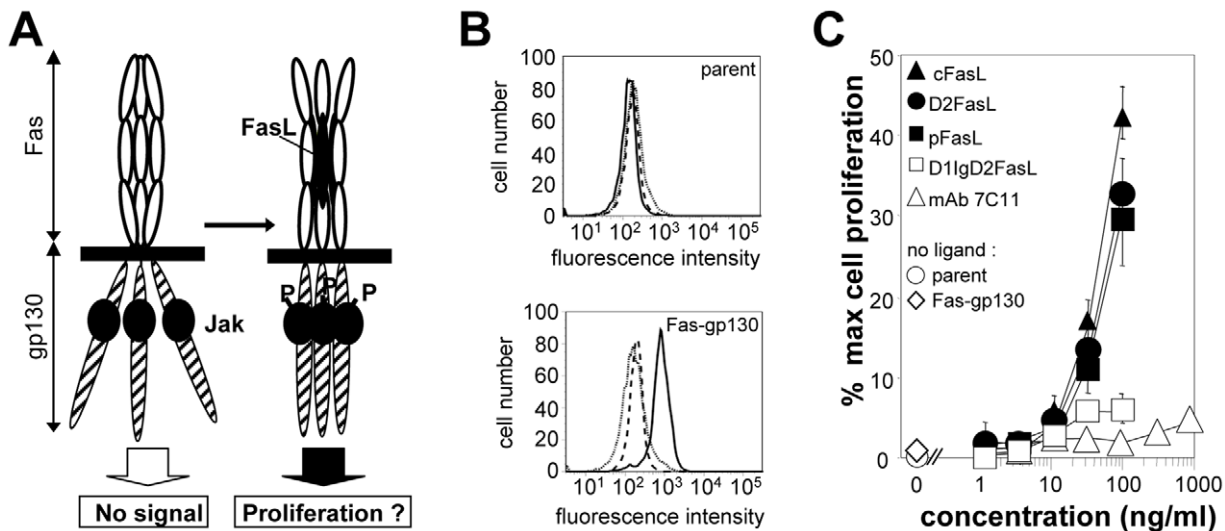 A
Fas
gp130
FasL
P
P
P
Jak
No signal
Proliferation ?
B
100
80
60
40
20
0
cell number
parent
10¹ 10² 10³ 10⁴ 10⁵
fluorescence intensity
100
80
60
40
20
0
cell number
Fas-gp130
10¹ 10² 10³ 10⁴ 10⁵
fluorescence intensity
C
% max cell proliferation
50
40
30
20
10
0
cFasL
D2FasL
pFasL
D1IgD2FasL
mAb 7C11
no ligand :
parent
Fas-gp130
0 1 10 100 1000
concentration (ng/ml)